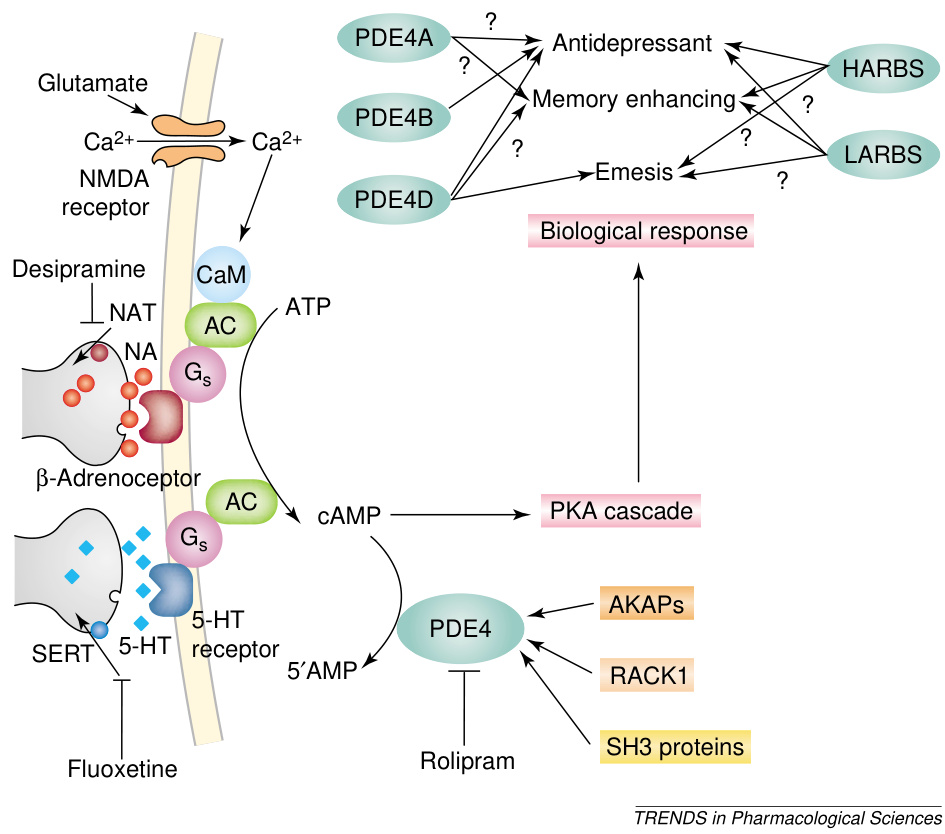 PDE4A
?
Antidepressant
?
HARBS
Glutamate
PDE4B
Memory enhancing
?
Ca2+
Ca2+
?
?
LARBS
NMDA
receptor
PDE4D
Emesis
?
Biological response
Desipramine
CaM
NAT
AC
ATP
NA
Gs
β-Adrenoceptor
AC
cAMP
PKA cascade
Gs
AKAPs
5-HT
receptor
PDE4
SERT
5-HT
5′AMP
RACK1
Fluoxetine
Rolipram
SH3 proteins
TRENDS in Pharmacological Sciences